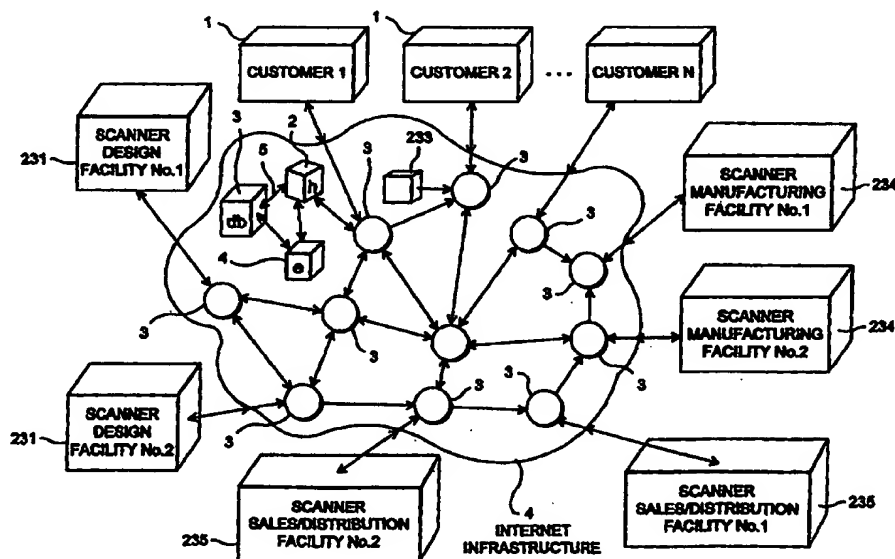 1
1
CUSTOMER 1
CUSTOMER 2
...
CUSTOMER N
231
SCANNER
DESIGN
FACILITY No.1
3
2
5
h
db
4
e
3
233
3
3
3
SCANNER
MANUFACTURING
FACILITY No.1
234
3
3
SCANNER
MANUFACTURING
FACILITY No.2
234
3
231
SCANNER
DESIGN
FACILITY No.2
3
3
3
235
SCANNER
SALES/DISTRIBUTION
FACILITY No.2
4
INTERNET
INFRASTRUCTURE
SCANNER
SALES/DISTRIBUTION
FACILITY No.1
235